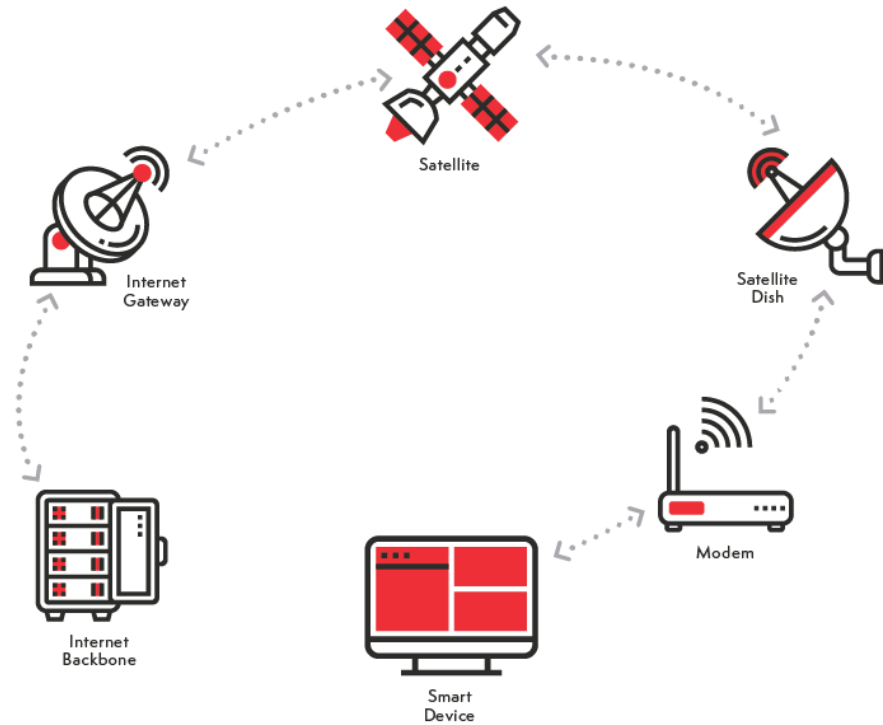 Satellite
Internet
Gateway
Satellite
Dish
Modem
Internet
Backbone
Smart
Device